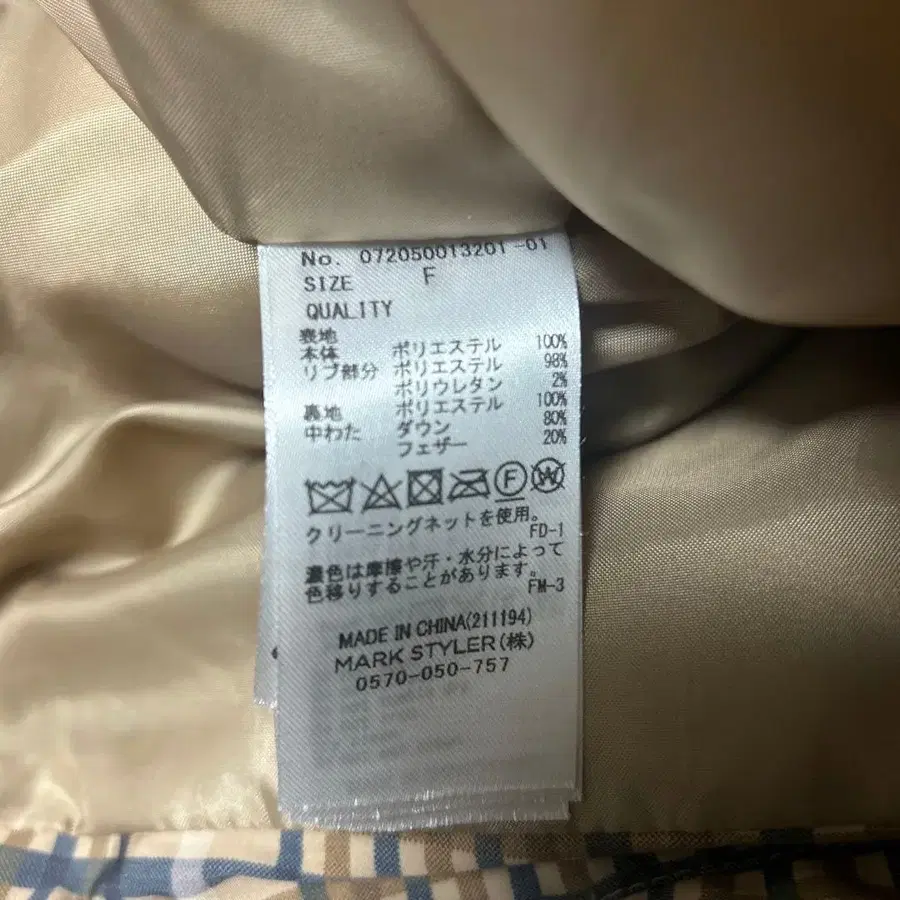 No. 072050013201-01
SIZE F
QUALITY
表地
本体 ポリエステル 100%
リブ部分 ポリエステル 98%
ポリウレタン 2%
裏地 ポリエステル 100%
中わた ダウン 80%
フェザー 20%
F W
クリーニングネットを使用。
FD-1
濃色は摩擦や汗・水分によって
色移りすることがあります。
FM-3
MADE IN CHINA(211194)
MARK STYLER(株)
0570-050-757